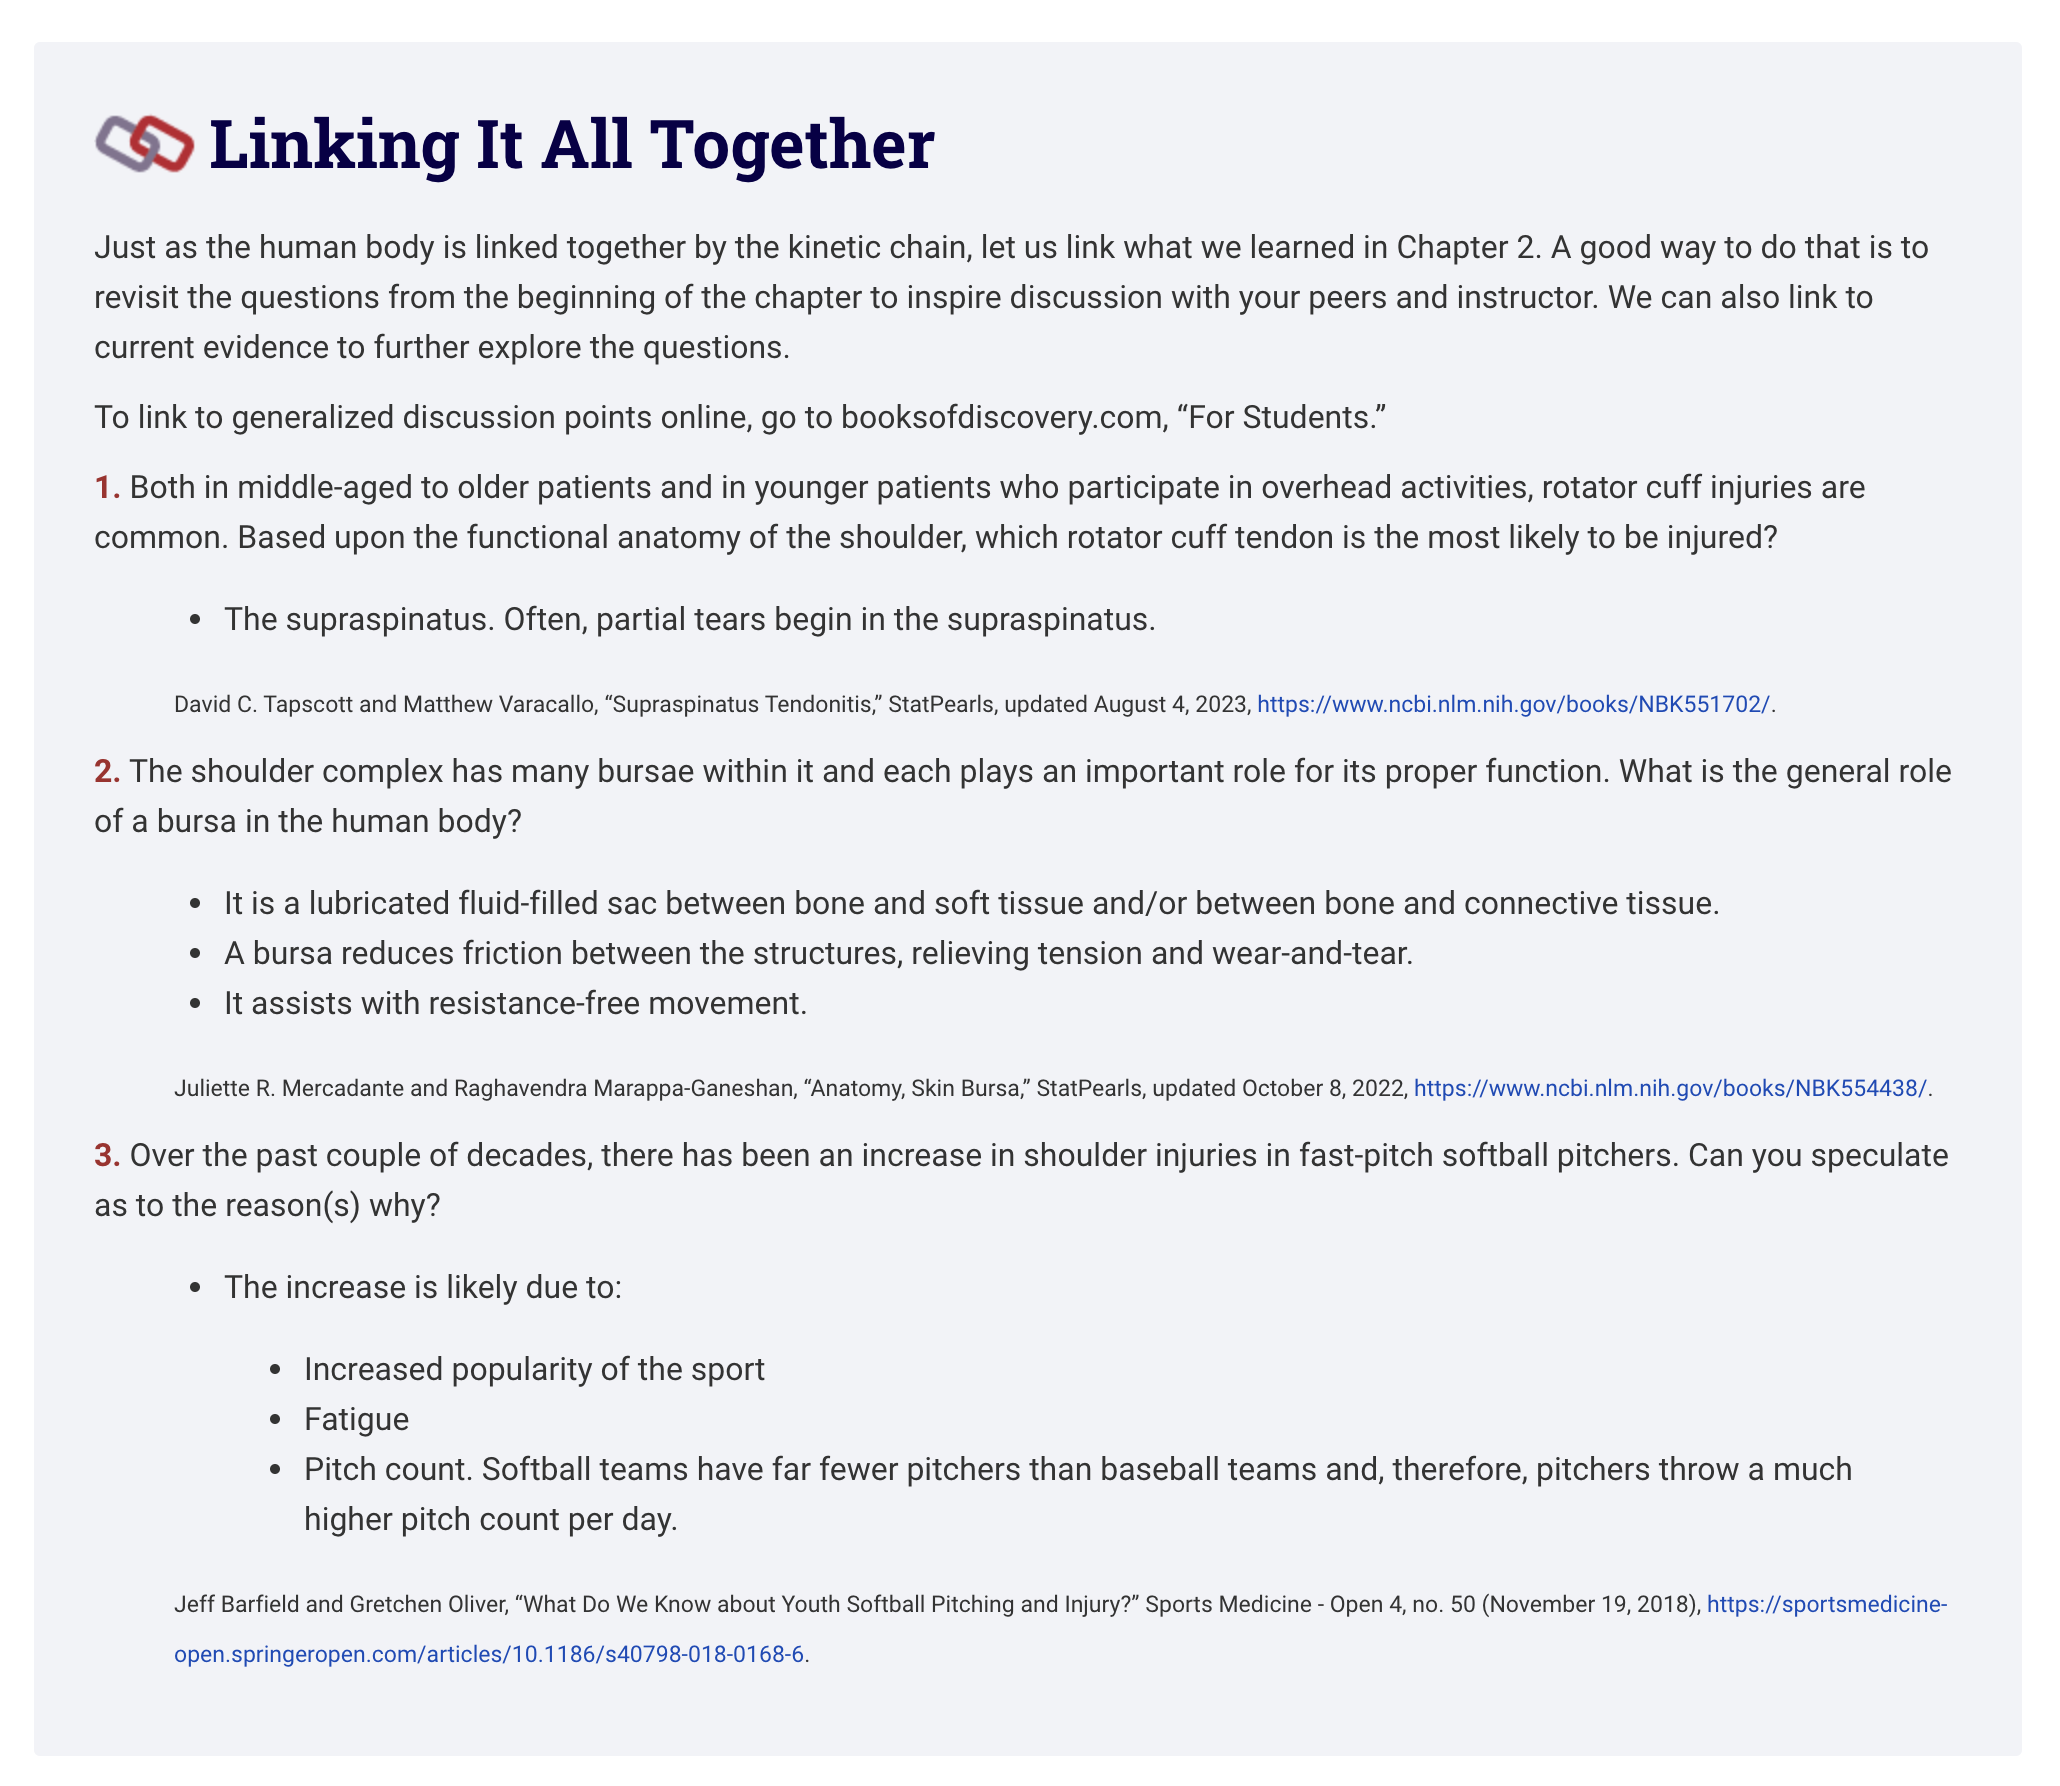 Linking It All Together
Just as the human body is linked together by the kinetic chain, let us link what we learned in Chapter 2. A good way to do that is to
revisit the questions from the beginning of the chapter to inspire discussion with your peers and instructor. We can also link to
current evidence to further explore the questions.
To link to generalized discussion points online, go to booksofdiscovery.com, “For Students.”
1. Both in middle-aged to older patients and in younger patients who participate in overhead activities, rotator cuff injuries are
common. Based upon the functional anatomy of the shoulder, which rotator cuff tendon is the most likely to be injured?
• The supraspinatus. Often, partial tears begin in the supraspinatus.
David C. Tapscott and Matthew Varacallo, “Supraspinatus Tendonitis,” StatPearls, updated August 4, 2023, https://www.ncbi.nlm.nih.gov/books/NBK551702/.
2. The shoulder complex has many bursae within it and each plays an important role for its proper function. What is the general role
of a bursa in the human body?
• It is a lubricated fluid-filled sac between bone and soft tissue and/or between bone and connective tissue.
• A bursa reduces friction between the structures, relieving tension and wear-and-tear.
• It assists with resistance-free movement.
Juliette R. Mercadante and Raghavendra Marappa-Ganeshan, “Anatomy, Skin Bursa,” StatPearls, updated October 8, 2022, https://www.ncbi.nlm.nih.gov/books/NBK554438/.
3. Over the past couple of decades, there has been an increase in shoulder injuries in fast-pitch softball pitchers. Can you speculate
as to the reason(s) why?
• The increase is likely due to:
• Increased popularity of the sport
• Fatigue
• Pitch count. Softball teams have far fewer pitchers than baseball teams and, therefore, pitchers throw a much
higher pitch count per day.
Jeff Barfield and Gretchen Oliver, “What Do We Know about Youth Softball Pitching and Injury?” Sports Medicine - Open 4, no. 50 (November 19, 2018), https://sportsmedicine-
open.springeropen.com/articles/10.1186/s40798-018-0168-6.